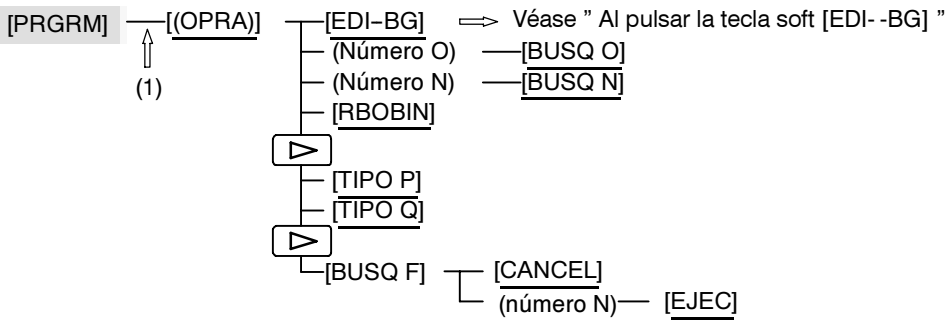 [PRGRM] [(OPRA)] [EDI-BG] Véase " Al pulsar la tecla soft [EDI- -BG] "
(1) (Número O) [BUSQ O]
(Número N) [BUSQ N]
[RBOBIN]
[TIPO P]
[TIPO Q]
[BUSQ F] [CANCEL]
(número N) [EJEC]